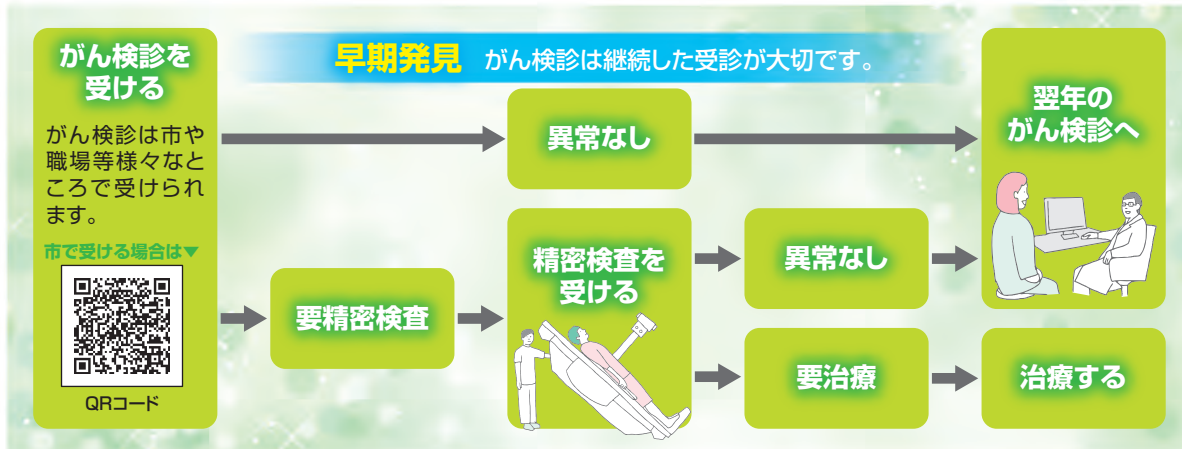 がん検診を
受ける
がん検診は市や
職場等様々なと
ころで受けられ
ます。
市で受ける場合は▼
QRコード
早期発見 がん検診は継続した受診が大切です。
異常なし
要精密検査
精密検査を
受ける
異常なし
要治療
翌年の
がん検診へ
治療する